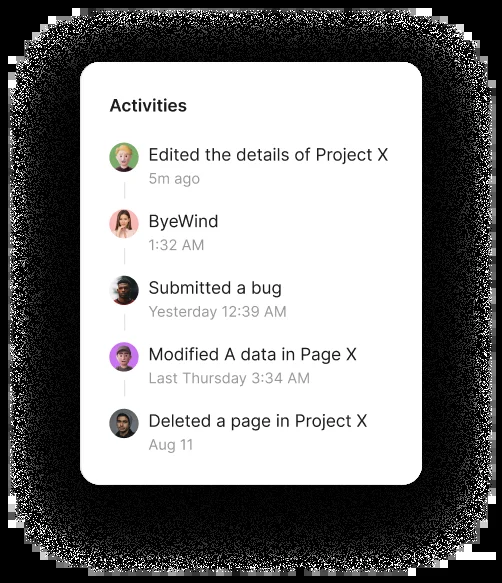 Activities
Edited the details of Project X
5m ago
ByeWind
1:32 AM
Submitted a bug
Yesterday 12:39 AM
Modified A data in Page X
Last Thursday 3:34 AM
Deleted a page in Project X
Aug 11